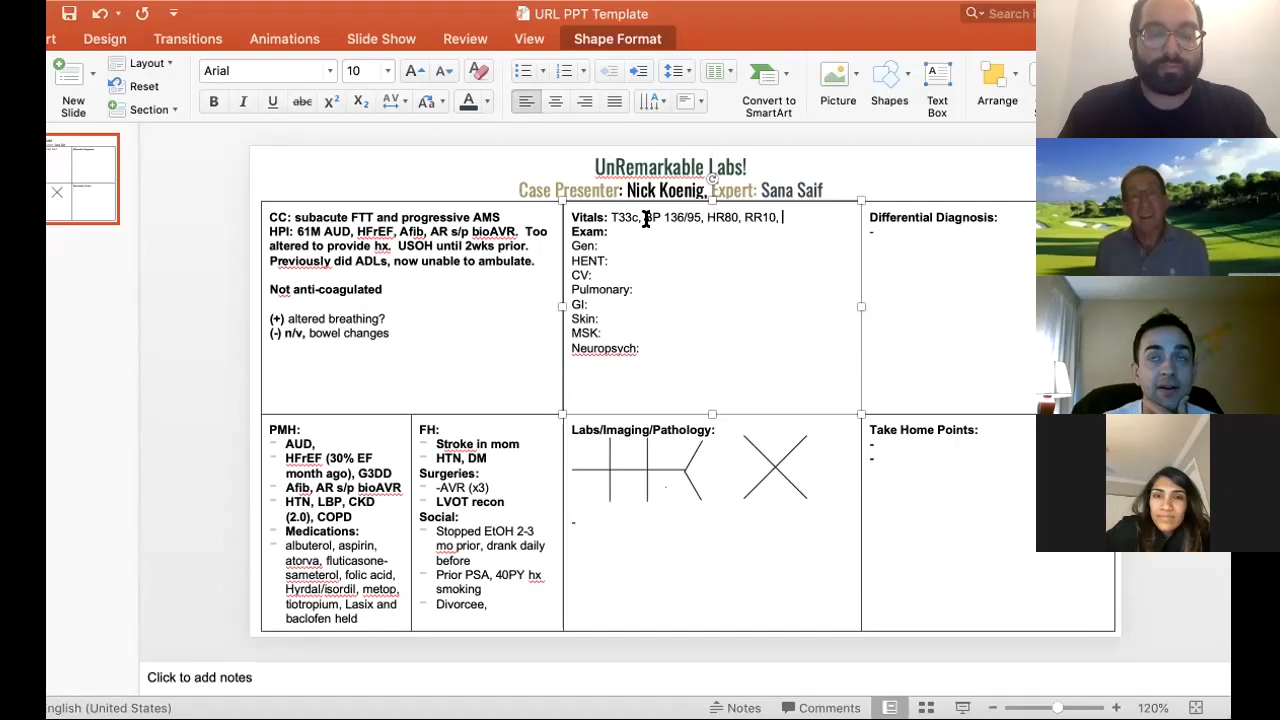 URL PPT Template
Search i
rt
Design
Transitions
Animations
Slide Show
Review
View
Shape Format
New
Slide
Layout
Reset
Section
Arial
10
Convert to
SmartArt
Picture
Shapes
Text
Box
Arrange
UnRemarkable Labs!
Case Presenter: Nick Koenig, Expert: Sana Saif
CC: subacute FTT and progressive AMS
HPI: 61M AUD, HFrEF, Afib, AR s/p bioAVR. Too
altered to provide hx. USOH until 2wks prior.
Previously did ADLs, now unable to ambulate.
Not anti-coagulated
(+) altered breathing?
(-) n/v, bowel changes
Vitals: T33c, BP 136/95, HR80, RR10,
Exam:
Gen:
HENT:
CV:
Pulmonary:
GI:
Skin:
MSK:
Neuropsych:
Differential Diagnosis:
-
PMH:
- AUD,
- HFrEF (30% EF
month ago), G3DD
- Afib, AR s/p bioAVR
- HTN, LBP, CKD
(2.0), COPD
- Medications:
- albuterol, aspirin,
atorva, fluticasone-
sameterol, folic acid,
Hyrdal/isordil, metop,
tiotropium, Lasix and
baclofen held
FH:
- Stroke in mom
- HTN, DM
Surgeries:
- -AVR (x3)
- LVOT recon
Social:
- Stopped EtOH 2-3
mo prior, drank daily
before
- Prior PSA, 40PY hx
smoking
- Divorcee,
Labs/Imaging/Pathology:
-
Take Home Points:
-
-
Click to add notes
nglish (United States)
Notes
Comments
120%